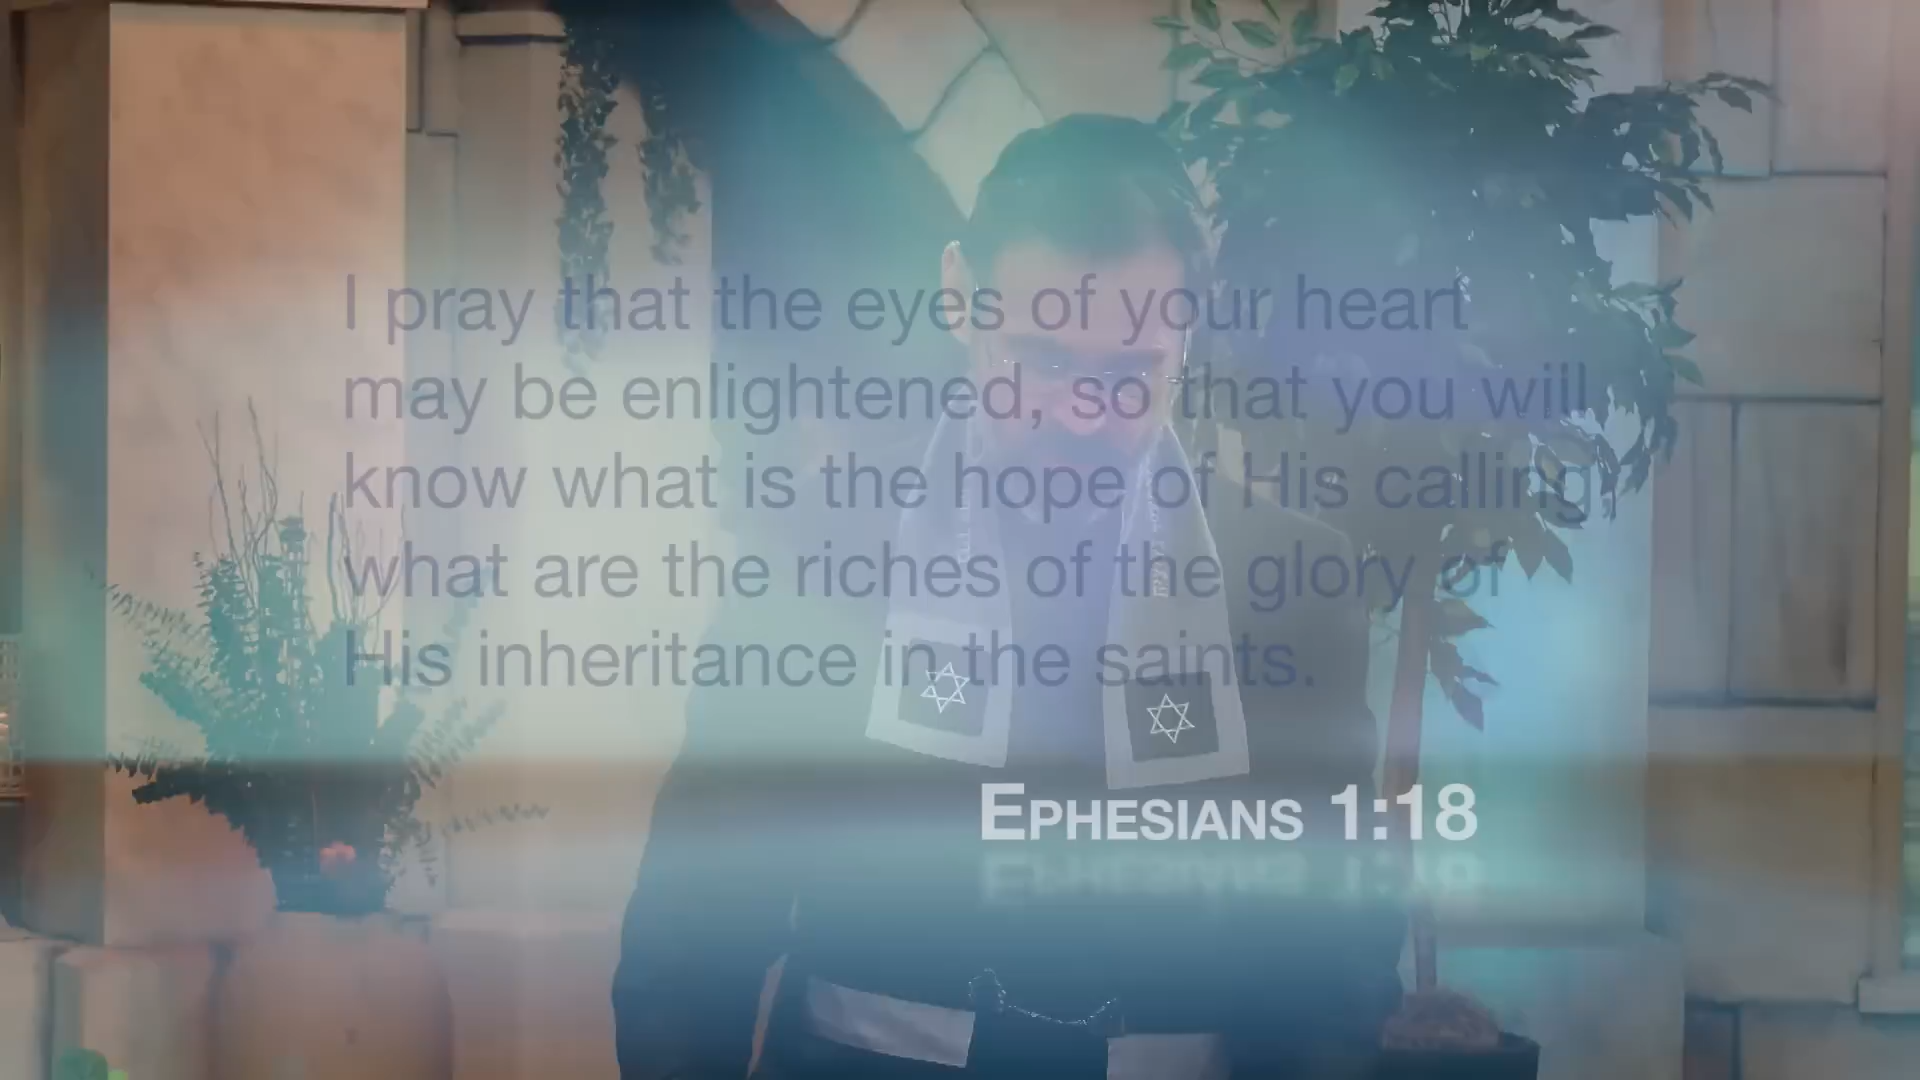 I pray that the eyes of your heart
may be enlightened, so that you will
know what is the hope of His calling
what are the riches of the glory of
His inheritance in the saints.
EPHESIANS 1:18